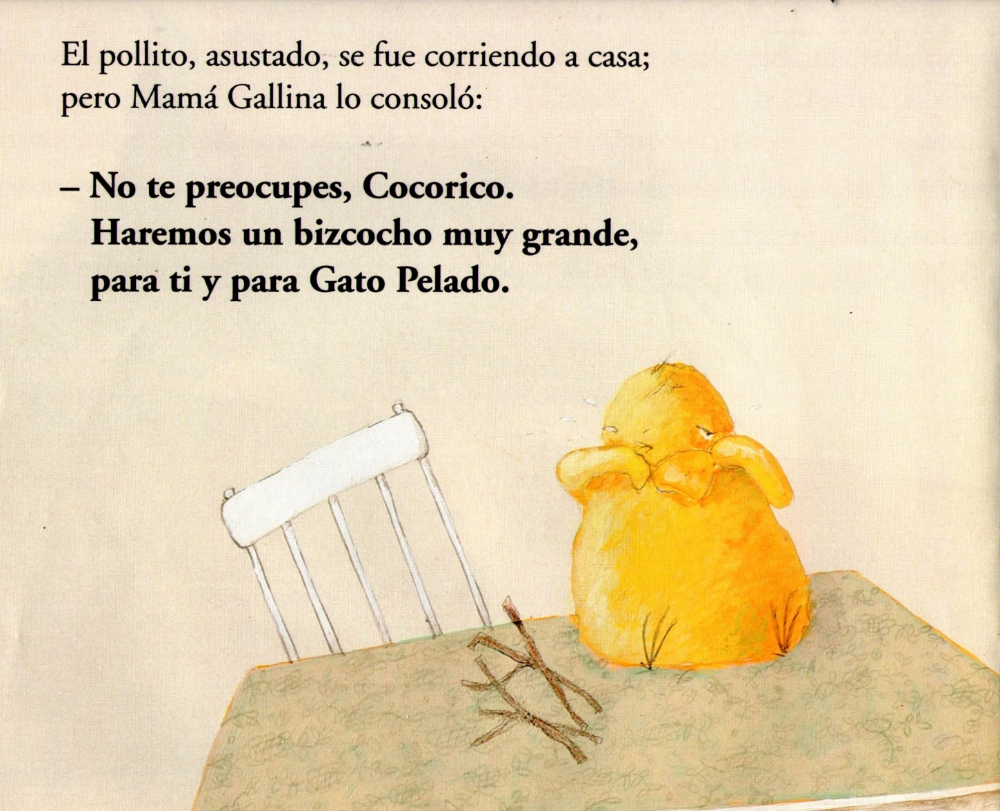 El pollito, asustado, se fue corriendo a casa;
pero Mamá Gallina lo consoló:
– No te preocupes, Cocorico.
Haremos un bizcocho muy grande,
para ti y para Gato Pelado.